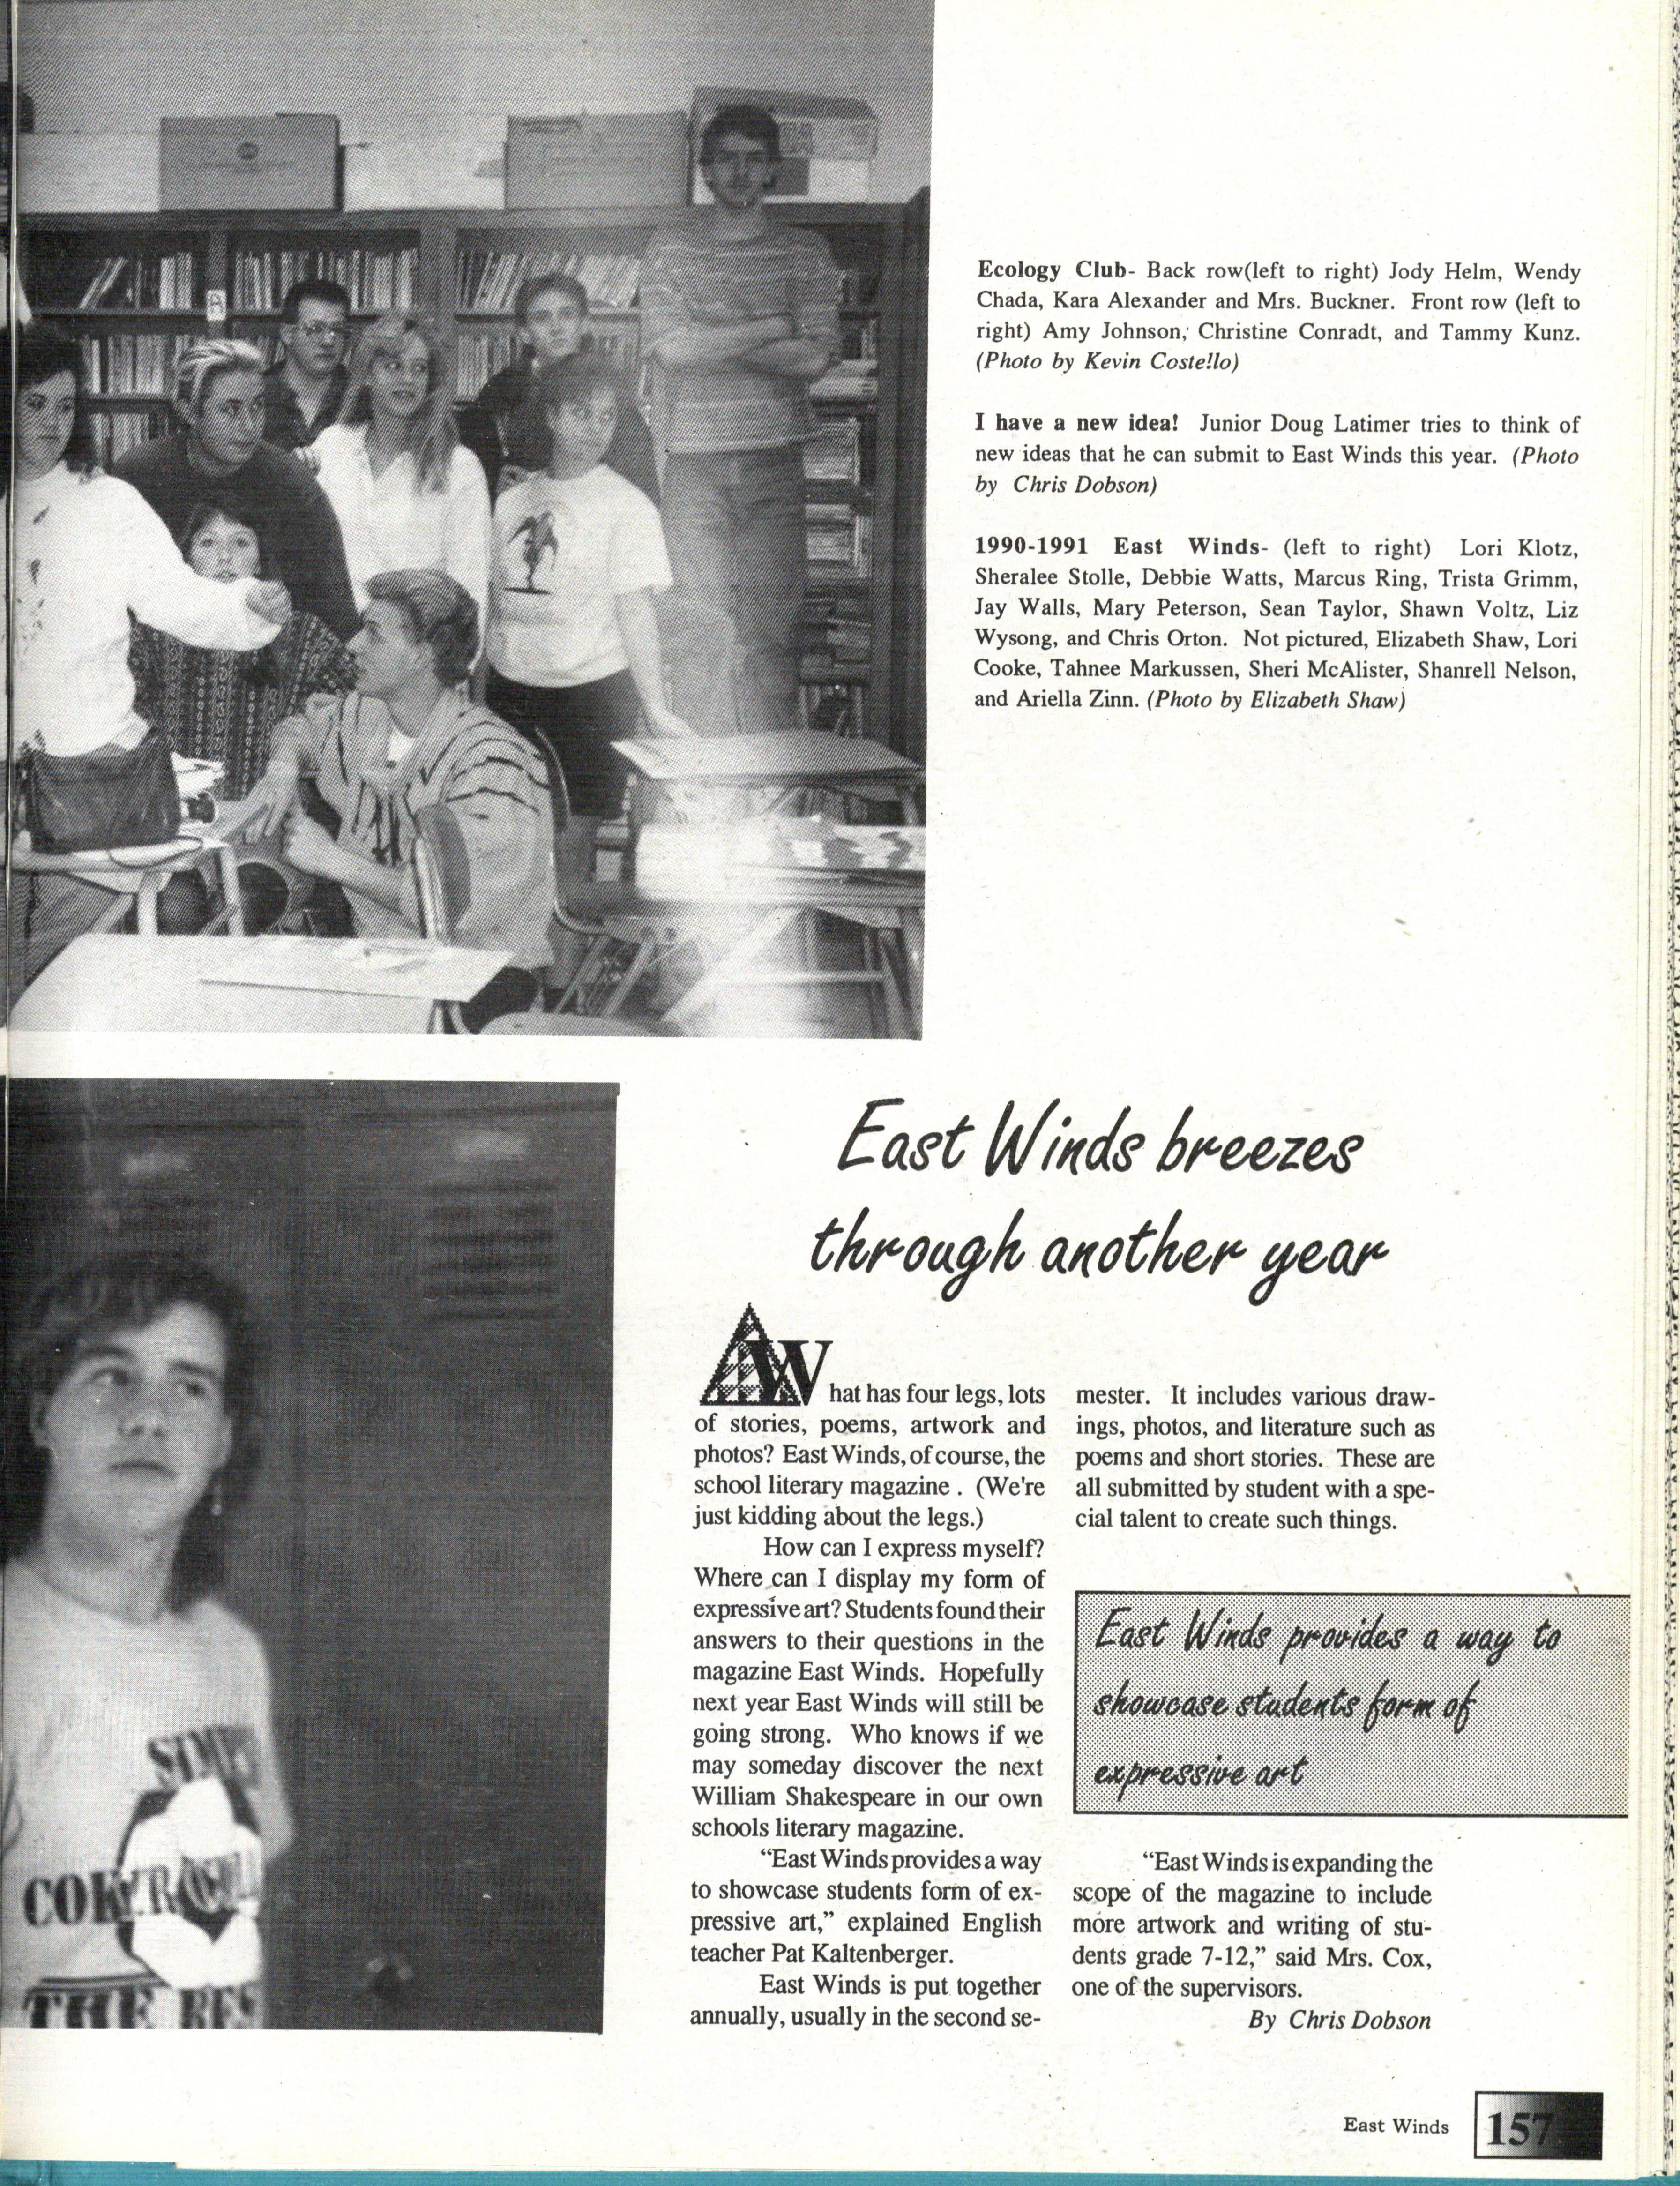 A
Ecology Club- Back row(left to right) Jody Helm, Wendy
Chada, Kara Alexander and Mrs. Buckner. Front row (left to
right) Amy Johnson, Christine Conradt, and Tammy Kunz.
(Photo by Kevin Costello)
I have a new idea! Junior Doug Latimer tries to think of
new ideas that he can submit to East Winds this year. (Photo
by Chris Dobson)
1990-1991 East Winds- (left to right) Lori Klotz,
Sheralee Stolle, Debbie Watts, Marcus Ring, Trista Grimm,
Jay Walls, Mary Peterson, Sean Taylor, Shawn Voltz, Liz
Wysong, and Chris Orton. Not pictured, Elizabeth Shaw, Lori
Cooke, Tahnee Markussen, Sheri McAlister, Shanrell Nelson,
and Ariella Zinn. (Photo by Elizabeth Shaw)
East Winds breezes
through another year
What has four legs, lots
of stories, poems, artwork and
photos? East Winds, of course, the
school literary magazine . (We're
just kidding about the legs.)
How can I express myself?
Where can I display my form of
expressive art? Students found their
answers to their questions in the
magazine East Winds. Hopefully
next year East Winds will still be
going strong. Who knows if we
may someday discover the next
William Shakespeare in our own
schools literary magazine.
“East Winds provides a way
to showcase students form of ex-
pressive art,” explained English
teacher Pat Kaltenberger.
East Winds is put together
annually, usually in the second se-
mester. It includes various draw-
ings, photos, and literature such as
poems and short stories. These are
all submitted by student with a spe-
cial talent to create such things.
East Winds provides a way to
showcase students form of
expressive art
“East Winds is expanding the
scope of the magazine to include
more artwork and writing of stu-
dents grade 7-12,” said Mrs. Cox,
one of the supervisors.
By Chris Dobson
THE
East Winds
157